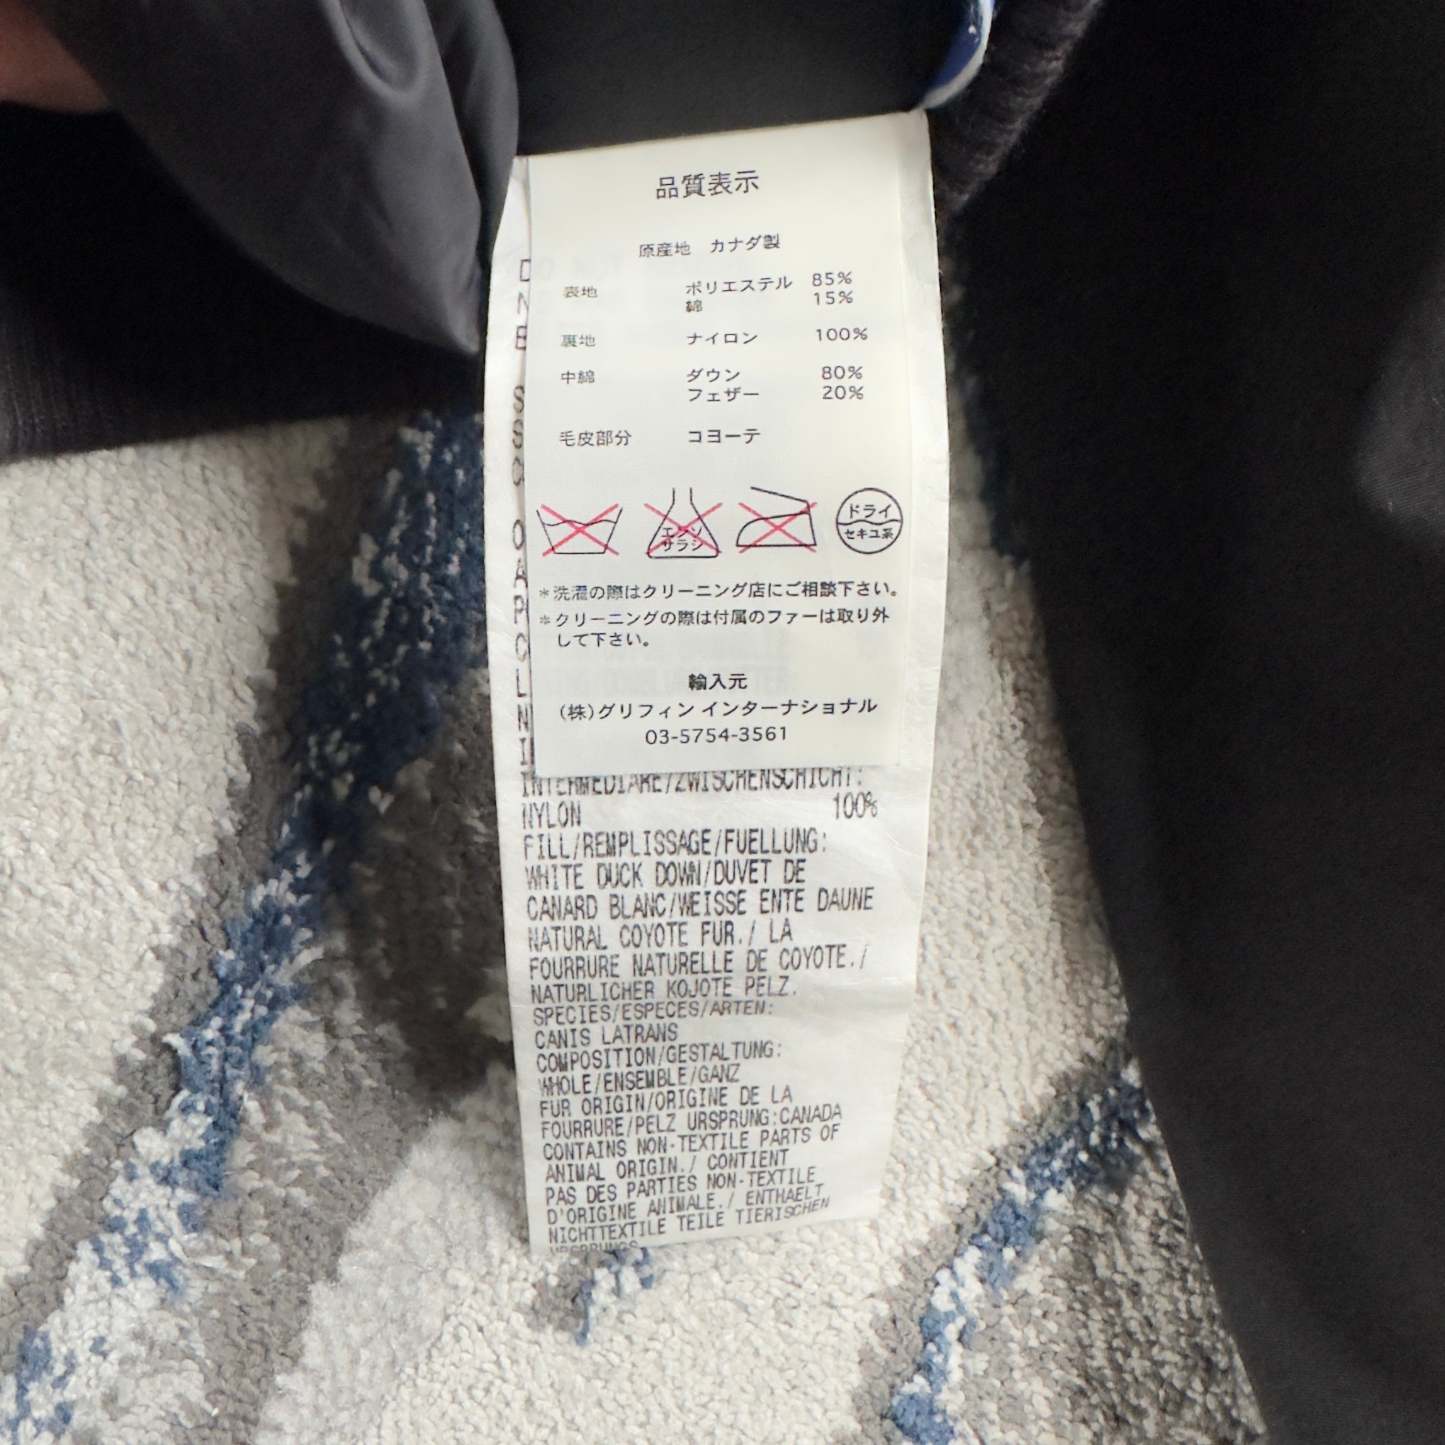 品質表示
原産地 カナダ製
表地 ポリエステル 85%
綿 15%
裏地 ナイロン 100%
中綿 ダウン 80%
フェザー 20%
毛皮部分 コヨーテ
エンソ
サラシ
ドライ
セキユ系
*洗濯の際はクリーニング店にご相談下さい。
*クリーニングの際は付属のファーは取り外
して下さい。
輸入元
(株)グリフィン インターナショナル
03-5754-3561
INTERMEDIARE/ZWISCHENSCHICHT:
NYLON 100%
FILL/REMPLISSAGE/FUELLUNG:
WHITE DUCK DOWN/DUVET DE
CANARD BLANC/WEISSE ENTE DAUNE
NATURAL COYOTE FUR./ LA
FOURRURE NATURELLE DE COYOTE./
NATURLICHER KOJOTE PELZ.
SPECIES/ESPECES/ARTEN:
CANIS LATRANS
COMPOSITION/GESTALTUNG:
WHOLE/ENSEMBLE/GANZ
FUR ORIGIN/ORIGINE DE LA
FOURRURE/PELZ URSPRUNG:CANADA
CONTAINS NON-TEXTILE PARTS OF
ANIMAL ORIGIN./ CONTIENT
PAS DES PARTIES NON-TEXTILE
D'ORIGINE ANIMALE./ ENTHAELT
NICHTTEXTILE TEILE TIERISCHEN